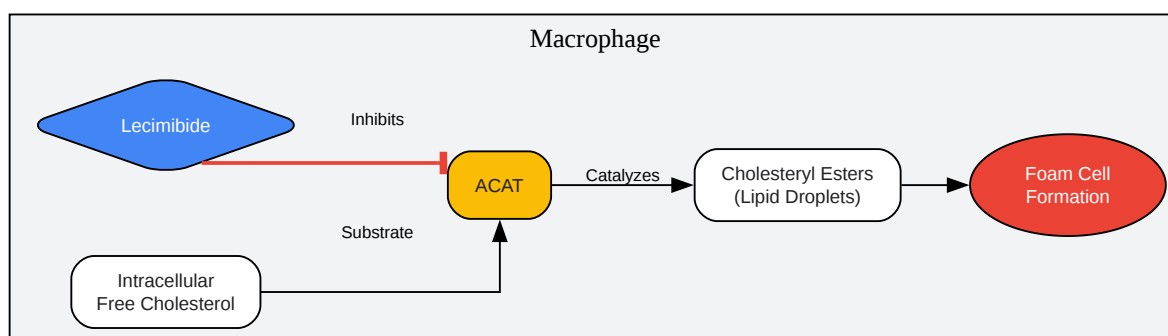 Macrophage
Lecimibide
Inhibits
ACAT
Catalyzes
Cholesteryl Esters
(Lipid Droplets)
Foam Cell
Formation
Substrate
Intracellular
Free Cholesterol